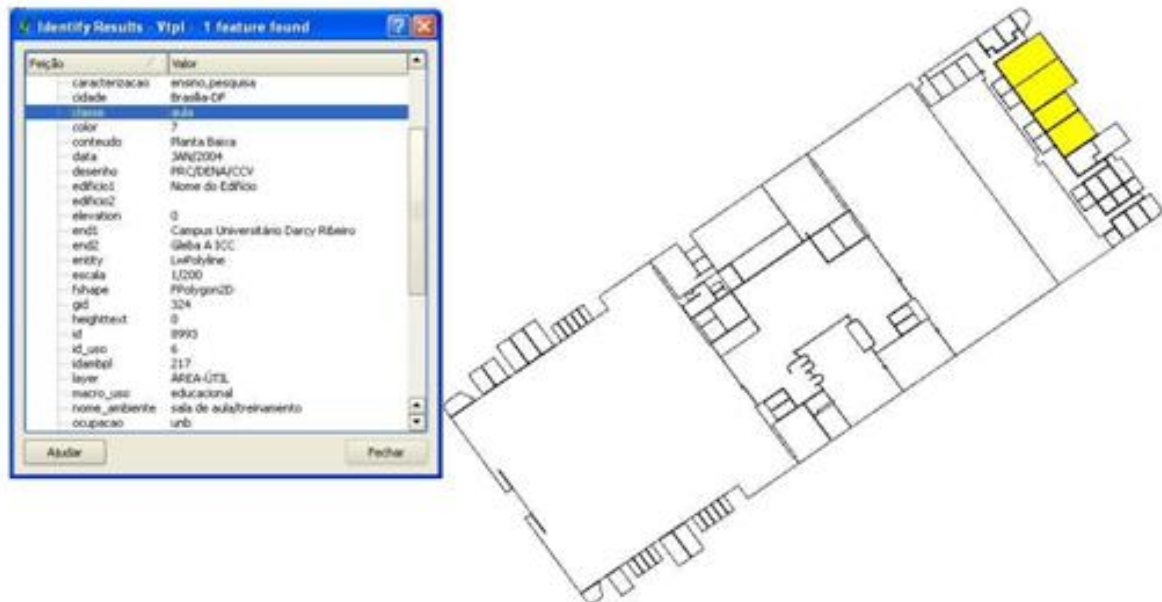 Identify Results - Vtpl - 1 feature found
Feição Valor
caracterizacao ensino,pesquisa
cidade Brasília-DF
classe aula
color 7
conteudo Planta Baixa
data JAN/2004
desenho PRC/DENA/CCV
edificio1 Nome do Edifício
edificio2
elevation 0
end1 Campus Universitário Darcy Ribeiro
end2 Gleba A ICC
entity LwPolyline
escala 1/200
fshape FPolygon2D
gid 324
heighttext 0
id 8993
id_uso 6
idambpl 217
layer ÁREA-ÚTIL
macro_uso educacional
nome_ambiente sala de aula/treinamento
ocupacao unb
Ajudar Fechar